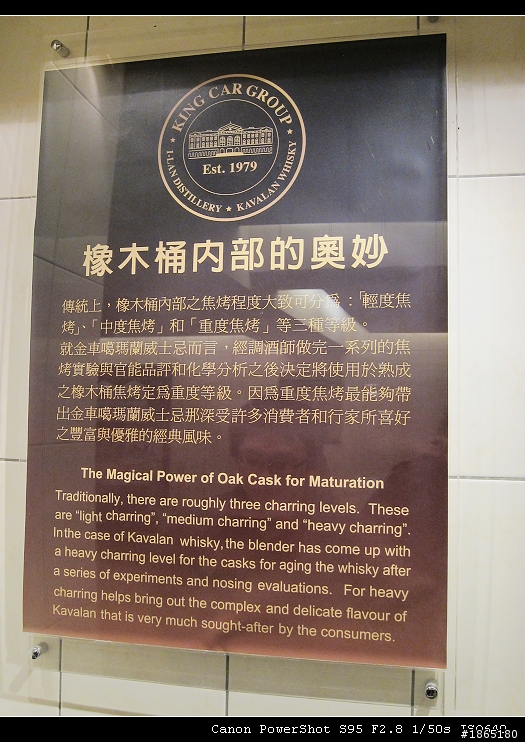 KING CAR GROUP
Est. 1979
I-LAN DISTILLERY ★ KAVALAN WHISKY
橡木桶內部的奧妙
傳統上，橡木桶內部之焦烤程度大致可分為：「輕度焦
烤」、「中度焦烤」和「重度焦烤」等三種等級。
就金車噶瑪蘭威士忌而言，經調酒師做完一系列的焦
烤實驗與官能品評和化學分析之後決定將使用於熟成
之橡木桶焦烤定為重度等級。因為重度焦烤最能夠帶
出金車噶瑪蘭威士忌那深受許多消費者和行家所喜好
之豐富與優雅的經典風味。
The Magical Power of Oak Cask for Maturation
Traditionally, there are roughly three charring levels. These
are “light charring”, “medium charring” and “heavy charring”.
In the case of Kavalan whisky, the blender has come up with
a heavy charring level for the casks for aging the whisky after
a series of experiments and nosing evaluations. For heavy
charring helps bring out the complex and delicate flavour of
Kavalan that is very much sought-after by the consumers.
Canon PowerShot S95 F2.8 1/50s ISO640
#1865180